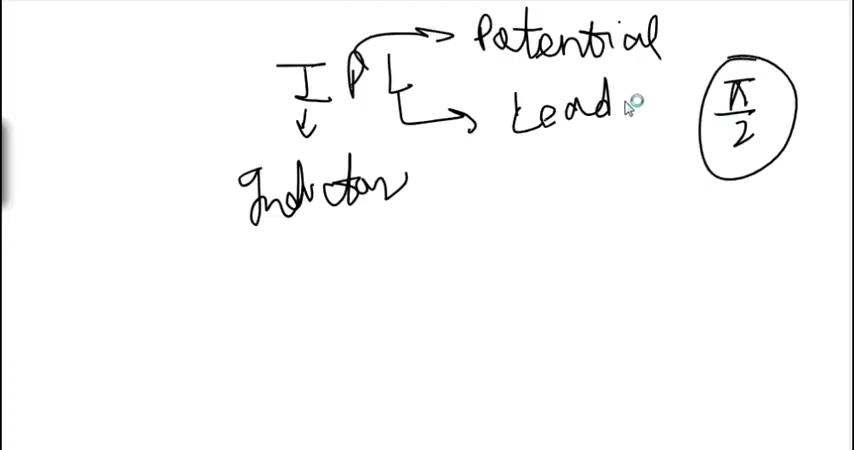 Potential
I P L
Lead
π/2
Inductor